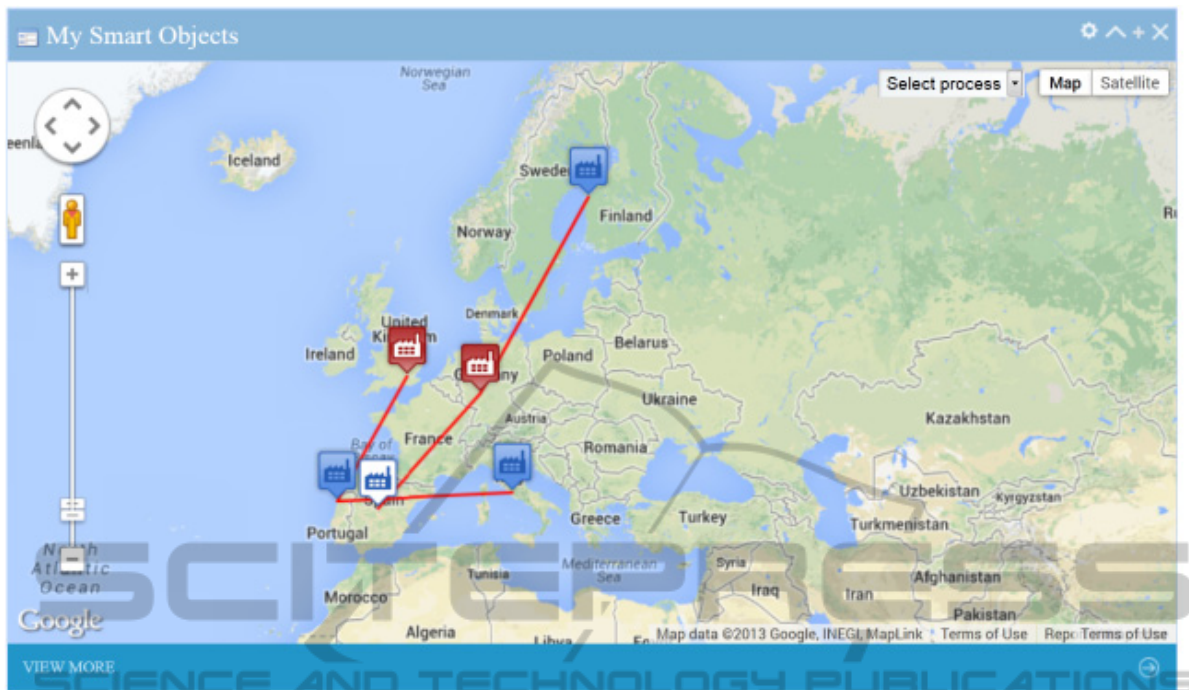 My Smart Objects
Norwegian
Sea
Select process
Map
Satellite
Iceland
Sweden
Finland
Norway
United
Kingdom
Denmark
Ireland
Germany
Poland
Belarus
Ukraine
Kazakhstan
Austria
France
Bay of
Romania
Spain
Uzbekistan
Kyrgyzstan
Portugal
Greece
Turkey
Turkmenistan
North
Atlantic
Ocean
Mediterranean
Sea
Tunisia
Syria
Afghanistan
Morocco
Iraq
Iran
Pakistan
Google
Algeria
Libya
Map data ©2013 Google, INEGI, MapLink
Terms of Use
Terms of Use
VIEW MORE
SCITEPRESS
SCIENCE AND TECHNOLOGY PUBLICATIONS